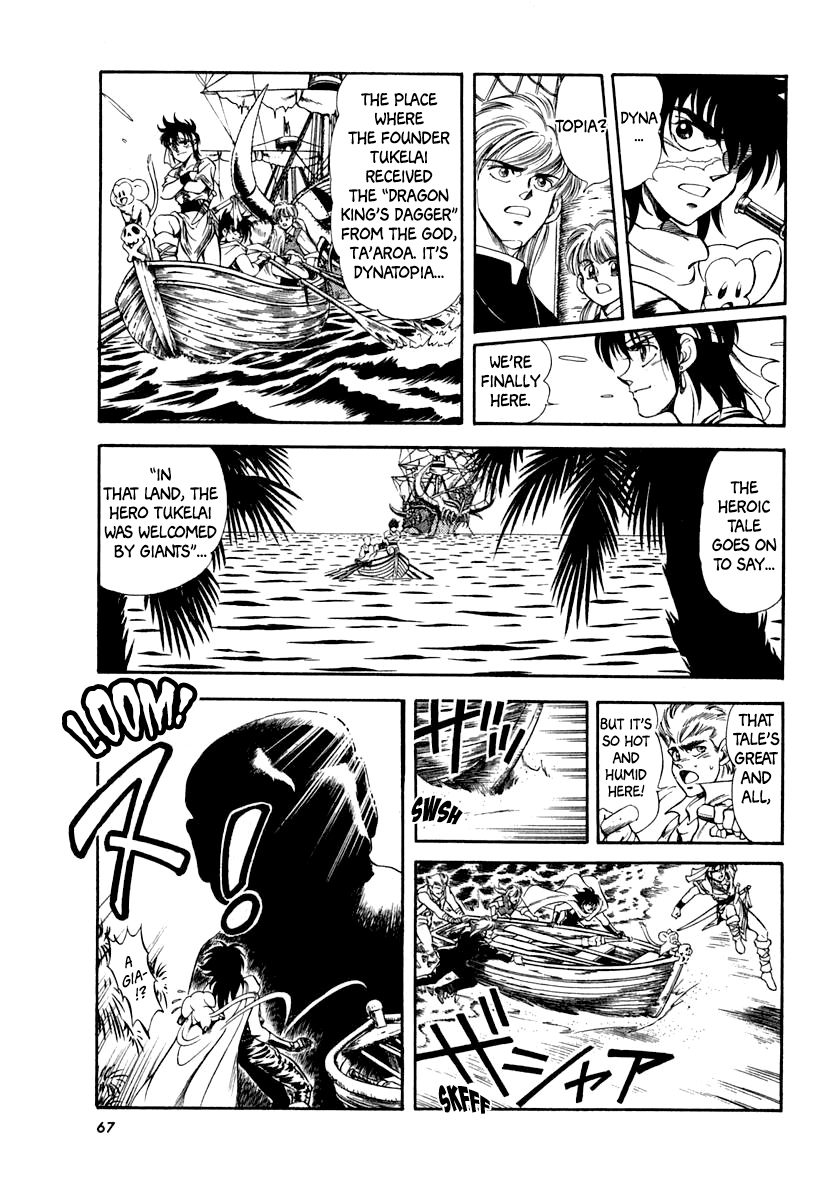 DYNA
...
TOPIA?
WE'RE
FINALLY
HERE.
THE PLACE
WHERE
THE FOUNDER
TUKELAI
RECEIVED
THE "DRAGON
KING'S DAGGER"
FROM THE GOD,
TA'AROA. IT'S
DYNATOPIA...
THE
HEROIC
TALE
GOES ON
TO SAY...
"IN
THAT LAND, THE
HERO TUKELAI
WAS WELCOMED
BY GIANTS"...
THAT
TALE'S
GREAT
AND
ALL,
BUT IT'S
SO HOT
AND
HUMID
HERE!
ザザッ
SWSH
ザシャア
SKFFF
LOOM!
ヌ!
A
GIA-
!?
67